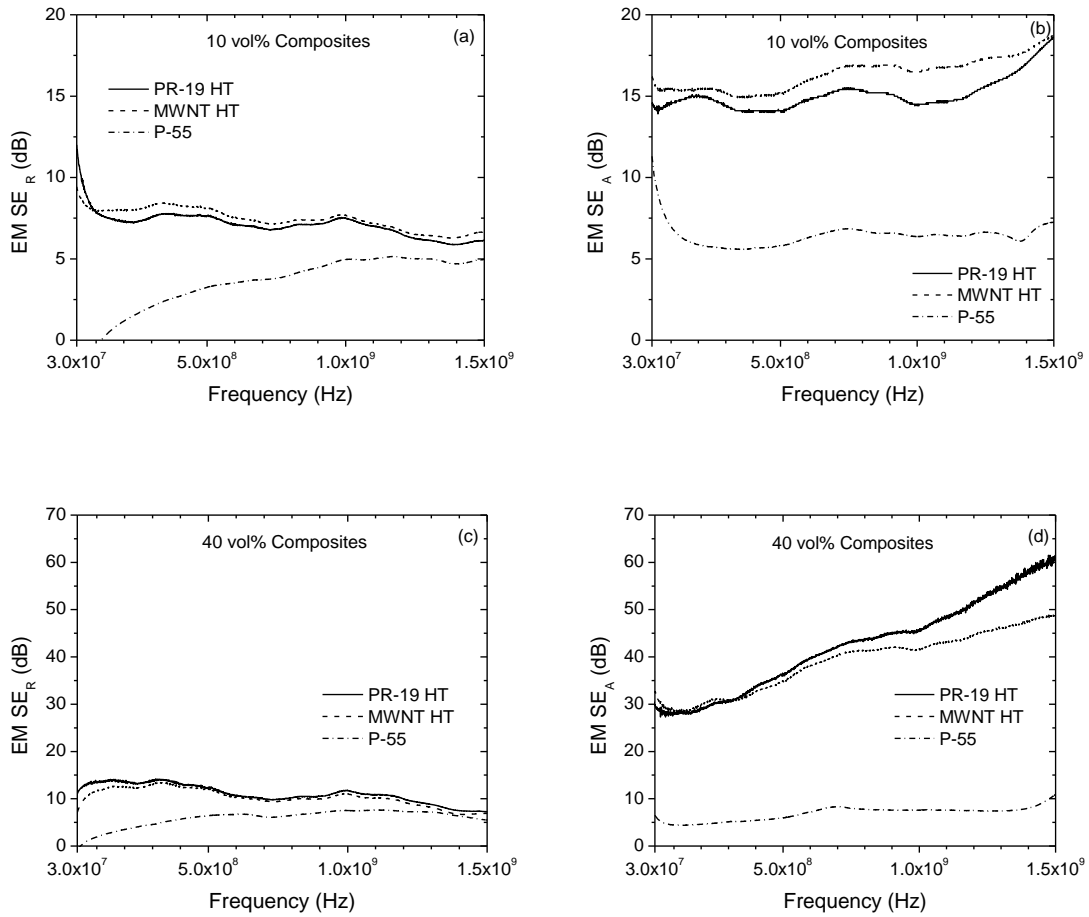 (a)
10 vol% Composites
PR-19 HT
MWNT HT
P-55
EM SE_R (dB)
20
15
10
5
0
3.0x10^7 5.0x10^8 1.0x10^9 1.5x10^9
Frequency (Hz)
(b)
10 vol% Composites
PR-19 HT
MWNT HT
P-55
EM SE_A (dB)
20
15
10
5
0
3.0x10^7 5.0x10^8 1.0x10^9 1.5x10^9
Frequency (Hz)
(c)
40 vol% Composites
PR-19 HT
MWNT HT
P-55
EM SE_R (dB)
70
60
50
40
30
20
10
0
3.0x10^7 5.0x10^8 1.0x10^9 1.5x10^9
Frequency (Hz)
(d)
40 vol% Composites
PR-19 HT
MWNT HT
P-55
EM SE_A (dB)
70
60
50
40
30
20
10
0
3.0x10^7 5.0x10^8 1.0x10^9 1.5x10^9
Frequency (Hz)